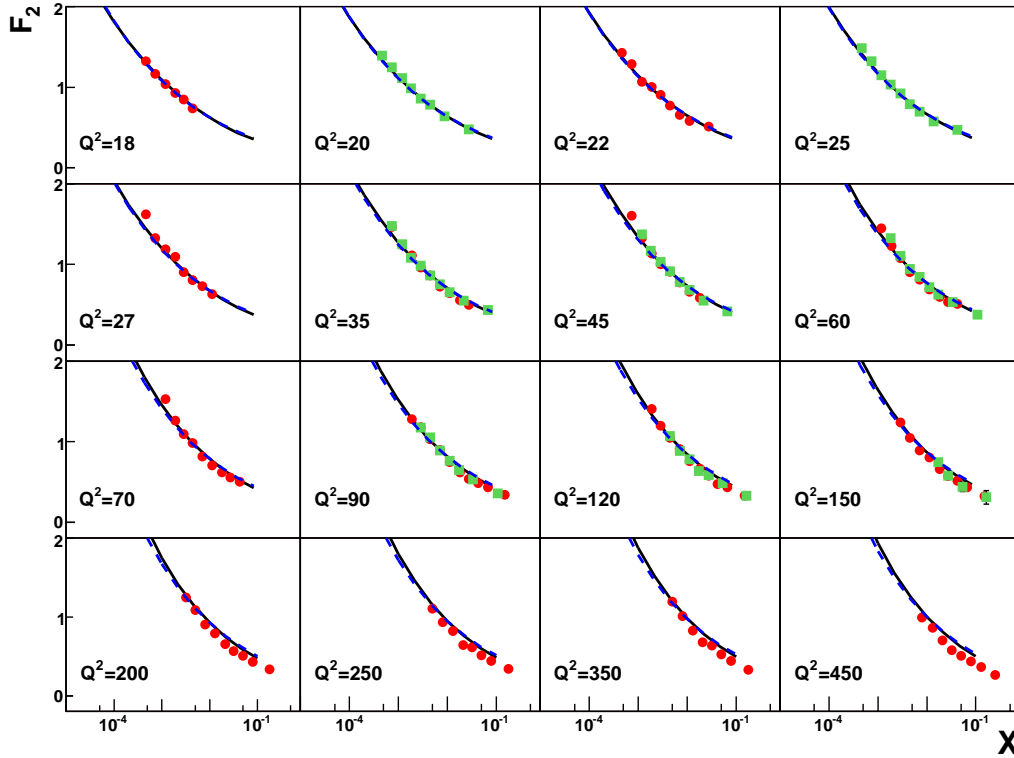 F₂
2
1
0
Q²=18
Q²=20
Q²=22
Q²=25
2
1
0
Q²=27
Q²=35
Q²=45
Q²=60
2
1
0
Q²=70
Q²=90
Q²=120
Q²=150
2
1
0
Q²=200
Q²=250
Q²=350
Q²=450
10⁻⁴ 10⁻¹ 10⁻⁴ 10⁻¹ 10⁻⁴ 10⁻¹ 10⁻⁴ 10⁻¹
X